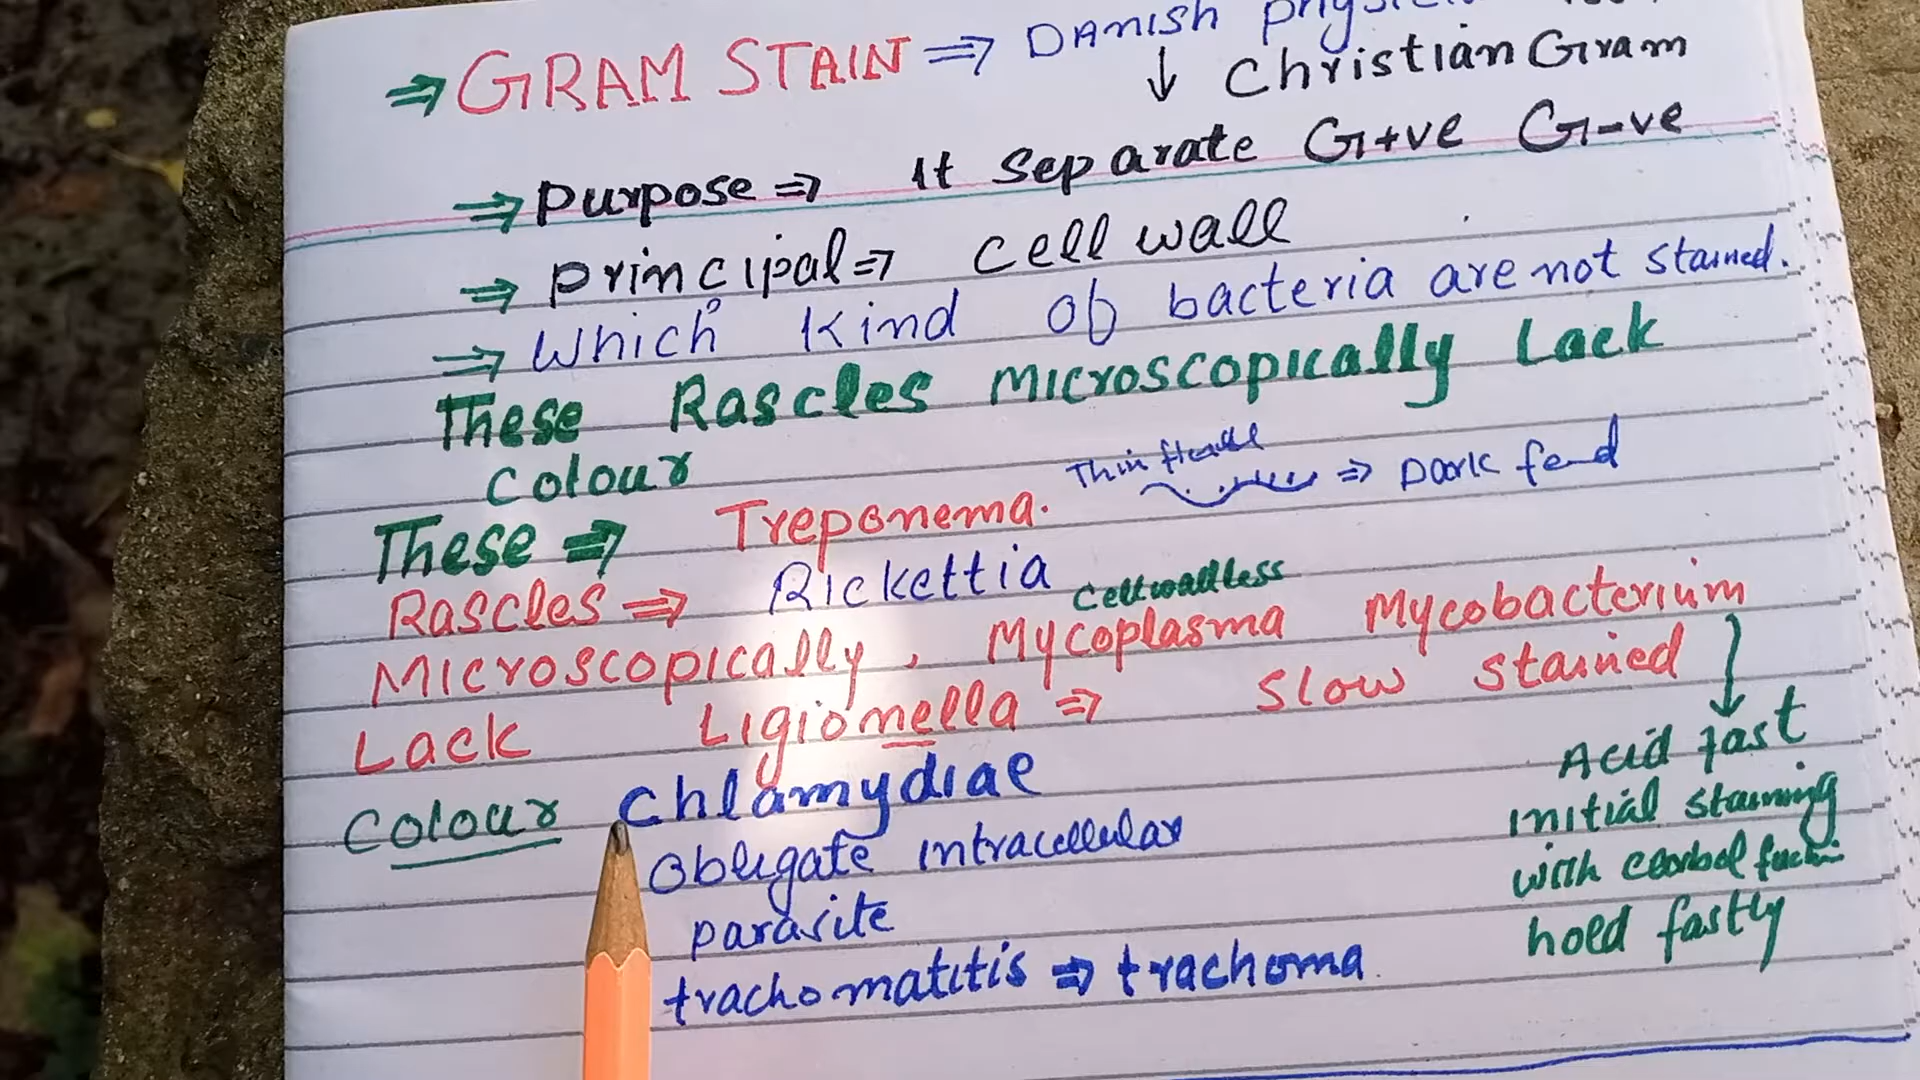 ⇒ GRAM STAIN ⇒ DANISH
↓ Christian Gram
⇒ Purpose ⇒ It Separate G+ve G-ve
⇒ Principal ⇒ Cell wall
⇒ Which Kind of bacteria are not stained.
These Rascles Microscopically Lack
Colour
Thin
⇒ Dark
These ⇒ Treponema.
Rascles ⇒ Rickettia
Cellwallless
Microscopically, Mycoplasma Mycobacterium
Lack Ligionella ⇒ Slow stained
Colour Chlamydiae
Obligate intracellular
parasite
trachomatitis ⇒ trachoma
Acid fast
initial staining
with
hold fastly